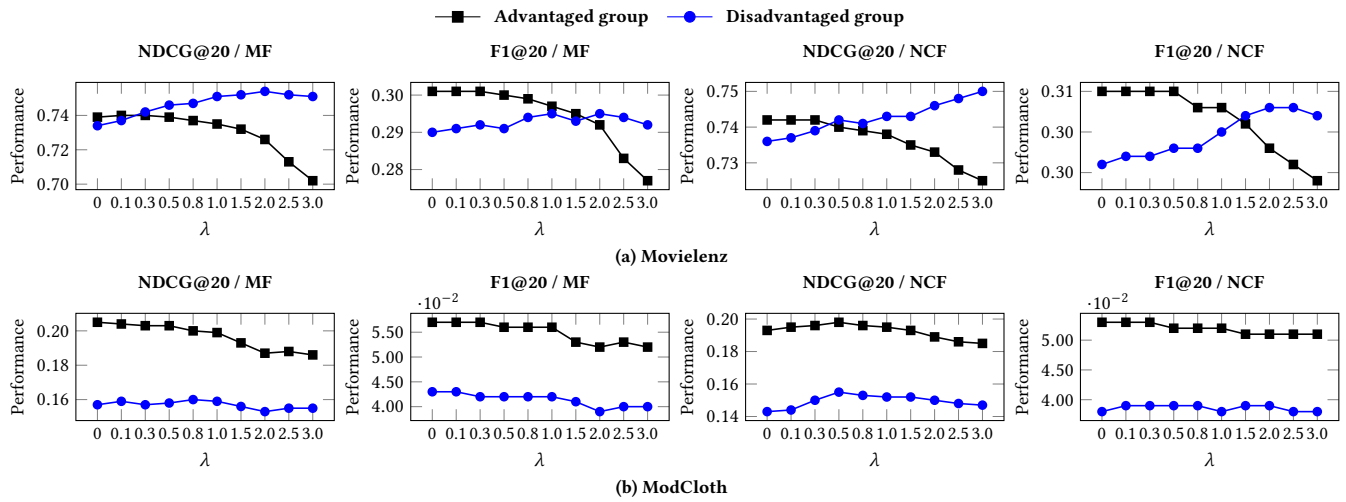 Advantaged group Disadvantaged group
NDCG@20 / MF F1@20 / MF NDCG@20 / NCF F1@20 / NCF
Performance Performance Performance Performance
0.74 0.30 0.75 0.31
0.72 0.29 0.74 0.30
0.70 0.28 0.73 0.30
0 0.1 0.3 0.5 0.8 1.0 1.5 2.0 2.5 3.0 0 0.1 0.3 0.5 0.8 1.0 1.5 2.0 2.5 3.0 0 0.1 0.3 0.5 0.8 1.0 1.5 2.0 2.5 3.0 0 0.1 0.3 0.5 0.8 1.0 1.5 2.0 2.5 3.0
λ λ λ λ
(a) Movielenz
NDCG@20 / MF F1@20 / MF NDCG@20 / NCF F1@20 / NCF
·10⁻² ·10⁻²
Performance Performance Performance Performance
0.20 5.50 0.20 5.00
0.18 5.00 0.18 4.00
0.16 4.50 0.16 4.00
4.00 0.14
0 0.1 0.3 0.5 0.8 1.0 1.5 2.0 2.5 3.0 0 0.1 0.3 0.5 0.8 1.0 1.5 2.0 2.5 3.0 0 0.1 0.3 0.5 0.8 1.0 1.5 2.0 2.5 3.0 0 0.1 0.3 0.5 0.8 1.0 1.5 2.0 2.5 3.0
λ λ λ λ
(b) ModCloth